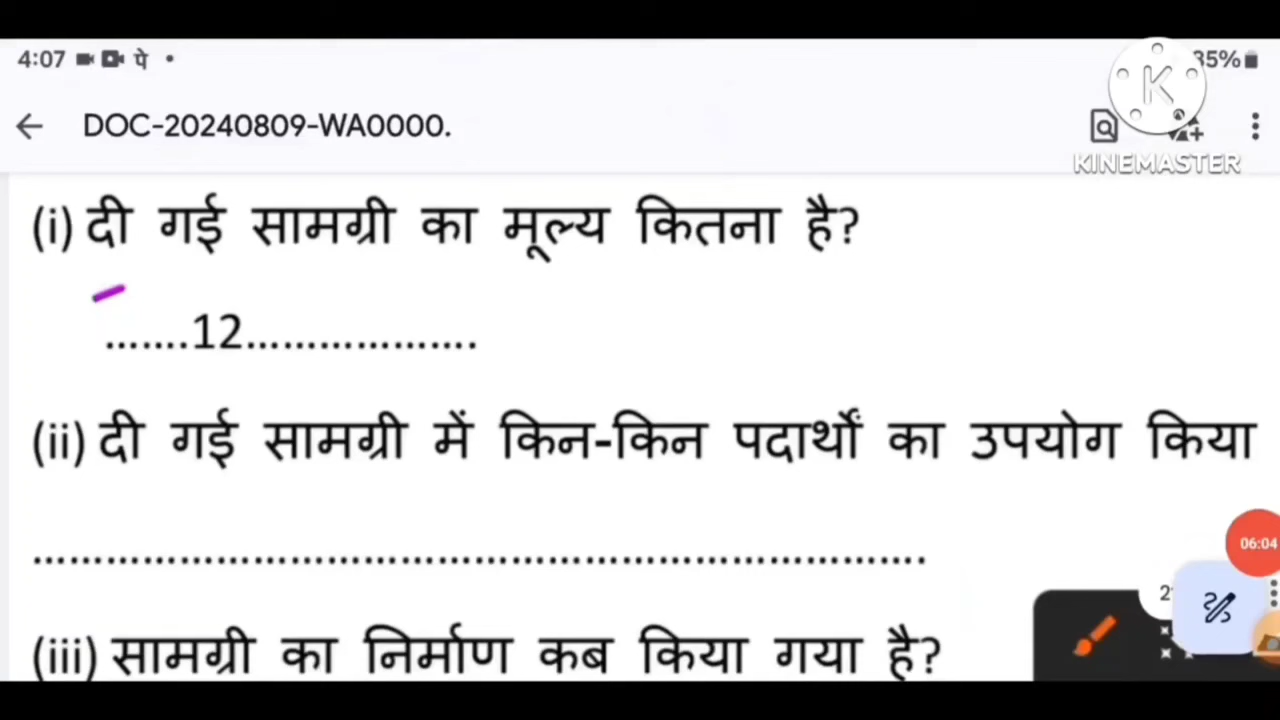 4:07 पे 35%
DOC-20240809-WA0000.
KINEMASTER
(i) दी गई सामग्री का मूल्य कितना है?
.......12...................
(ii) दी गई सामग्री में किन-किन पदार्थों का उपयोग किया
..........................................................................
06:04
(iii) सामग्री का निर्माण कब किया गया है?